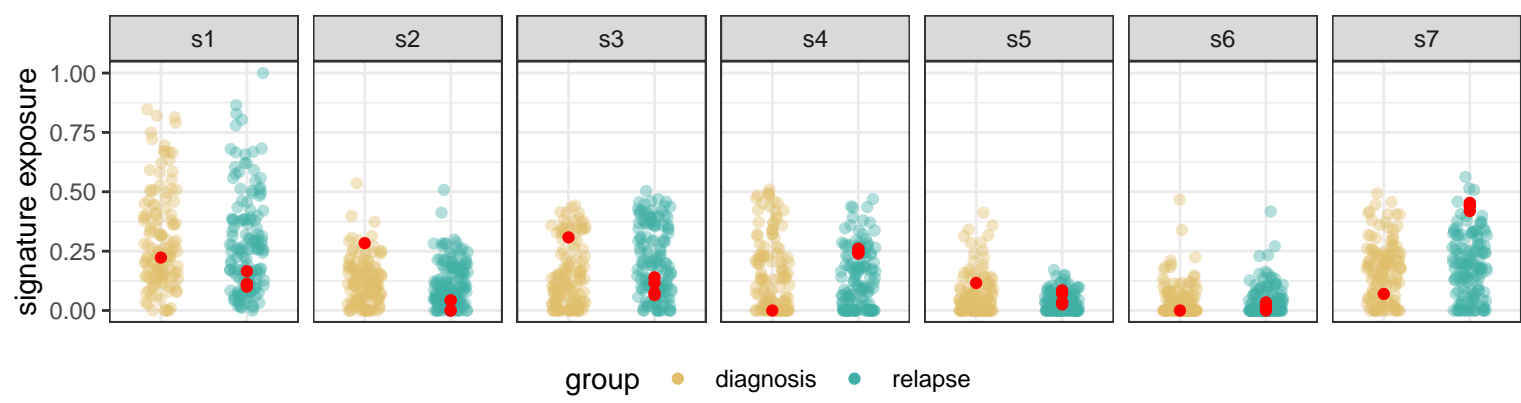 s1 s2 s3 s4 s5 s6 s7
signature exposure
1.00
0.75
0.50
0.25
0.00
group diagnosis relapse